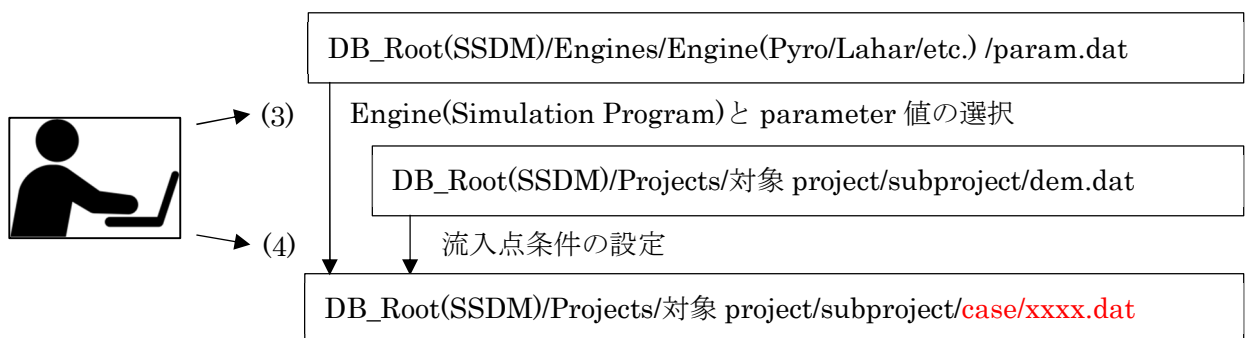 DB_Root(SSDM)/Engines/Engine(Pyro/Lahar/etc.) /param.dat
(3) Engine(Simulation Program)と parameter 値の選択
DB_Root(SSDM)/Projects/対象 project/subproject/dem.dat
(4) 流入点条件の設定
DB_Root(SSDM)/Projects/対象 project/subproject/case/xxxx.dat